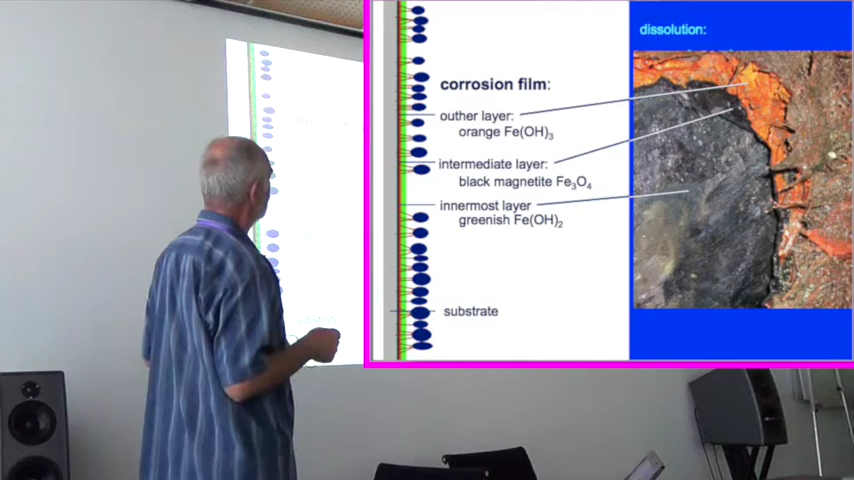 dissolution:
corrosion film:
outher layer:
orange Fe(OH)₃
intermediate layer:
black magnetite Fe₃O₄
innermost layer
greenish Fe(OH)₂
substrate